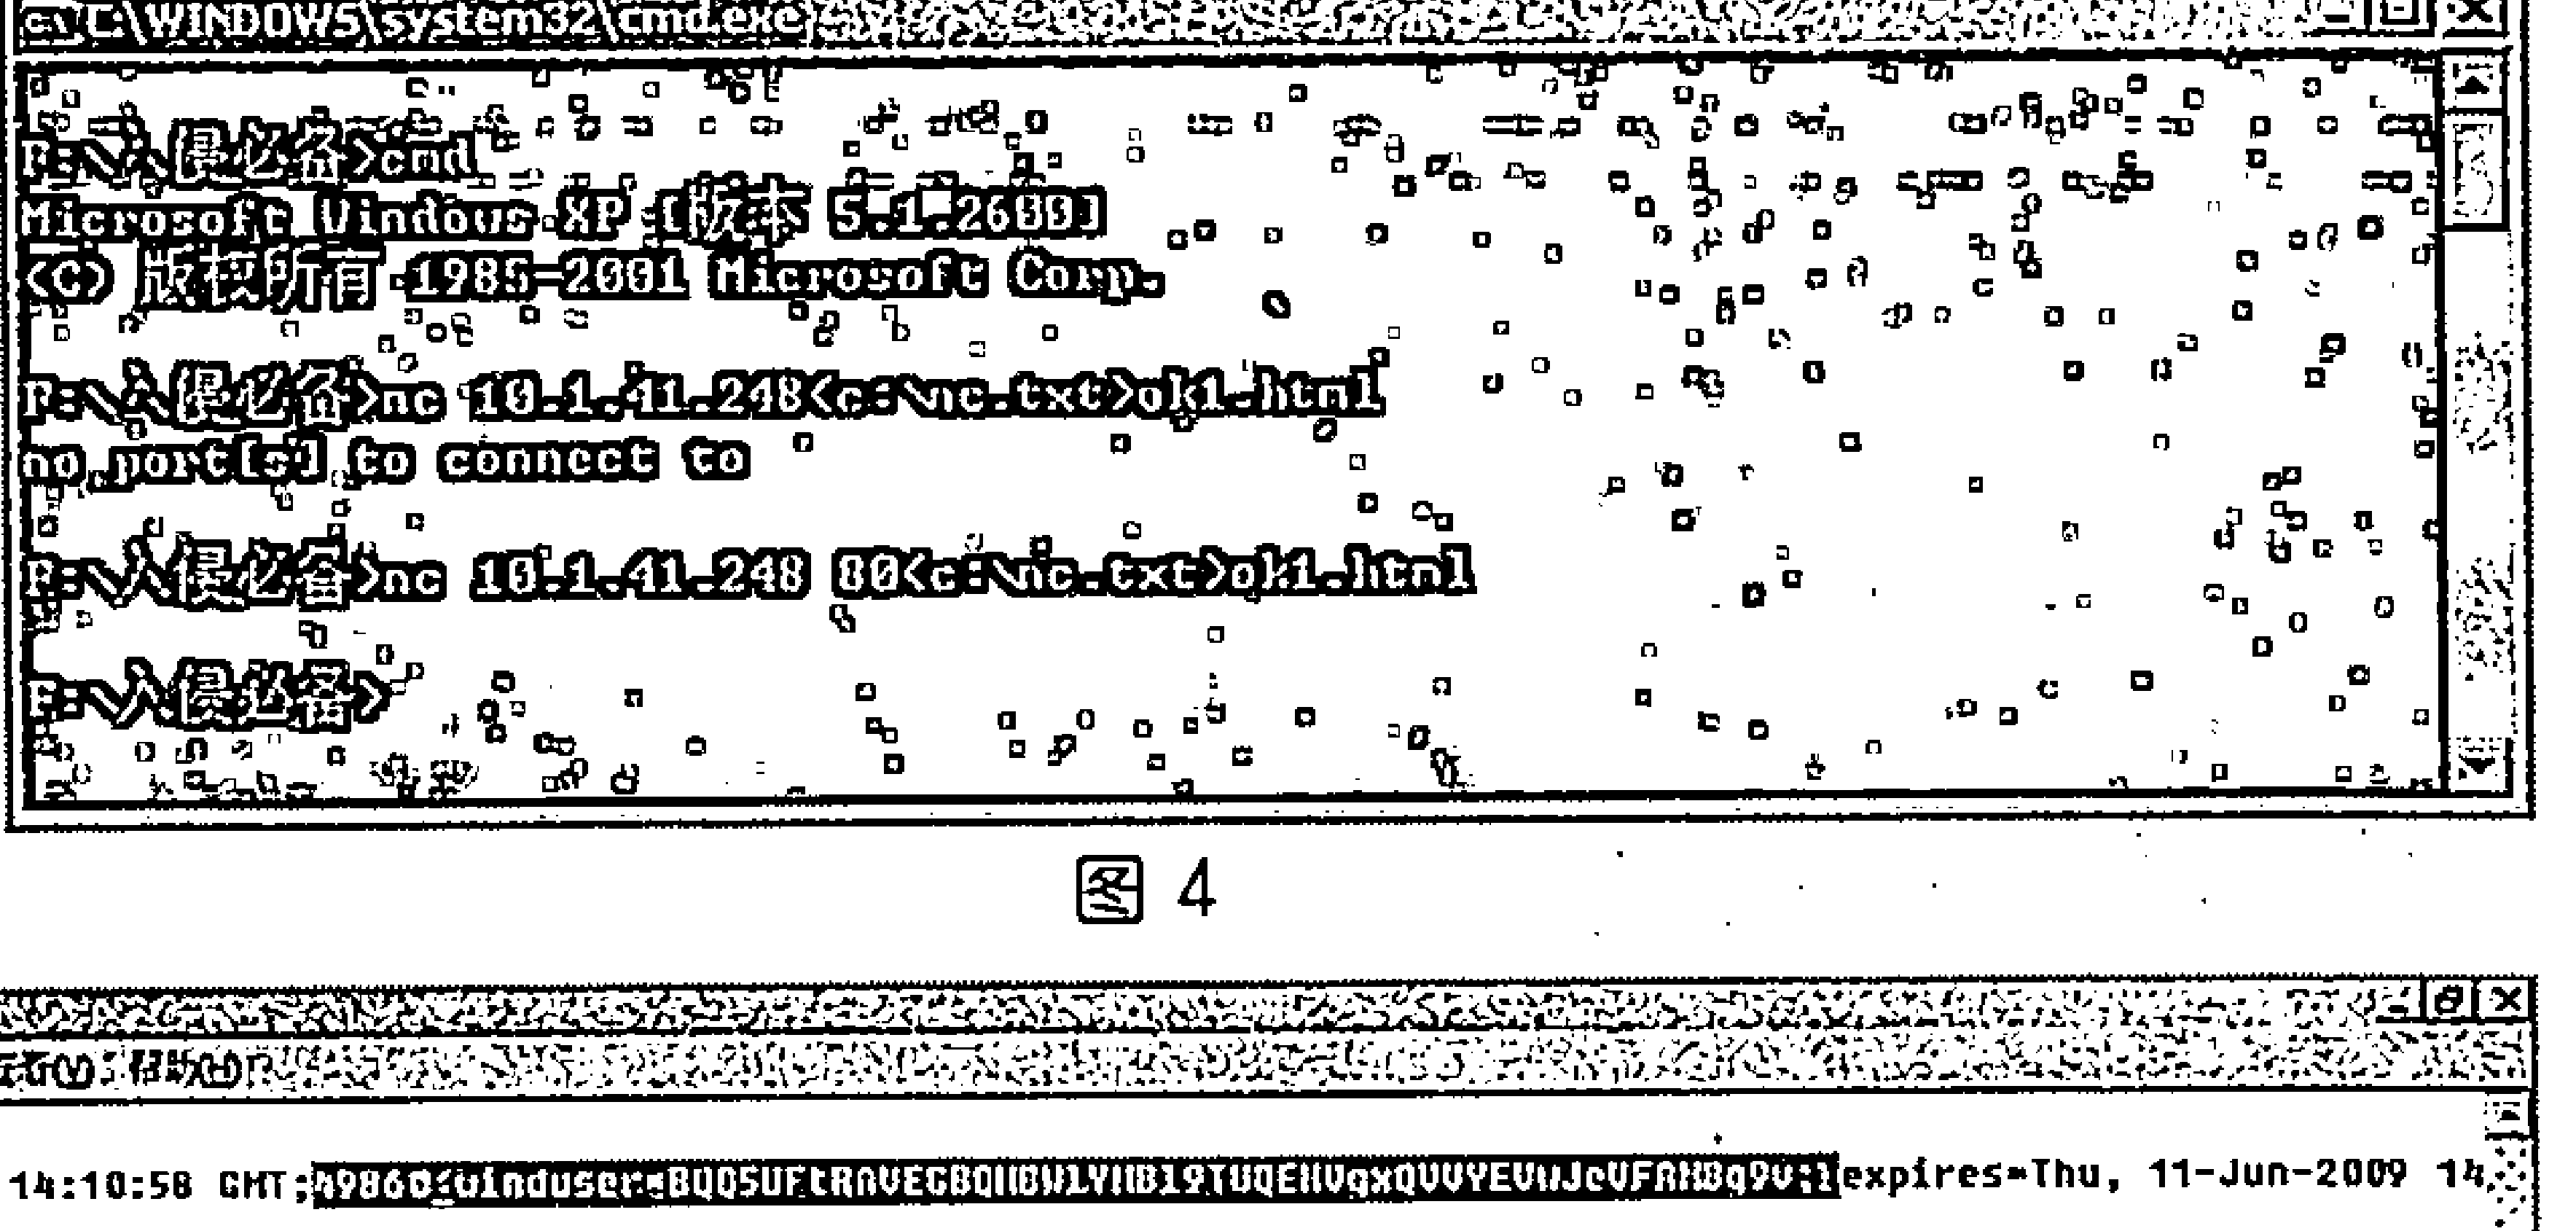 C:\WINDOWS\system32\cmd.exe
F:\入侵必备>cmd
Microsoft Windows XP [版本 5.1.2600]
(C) 版权所有 1985-2001 Microsoft Corp.
F:\入侵必备>nc 10.1.41.248<c:\nc.txt>ok1.html
no port[s] to connect to
F:\入侵必备>nc 10.1.41.248 80<c:\nc.txt>ok1.html
F:\入侵必备>
图 4
14:10:58 GMT; expires=Thu, 11-Jun-2009 14